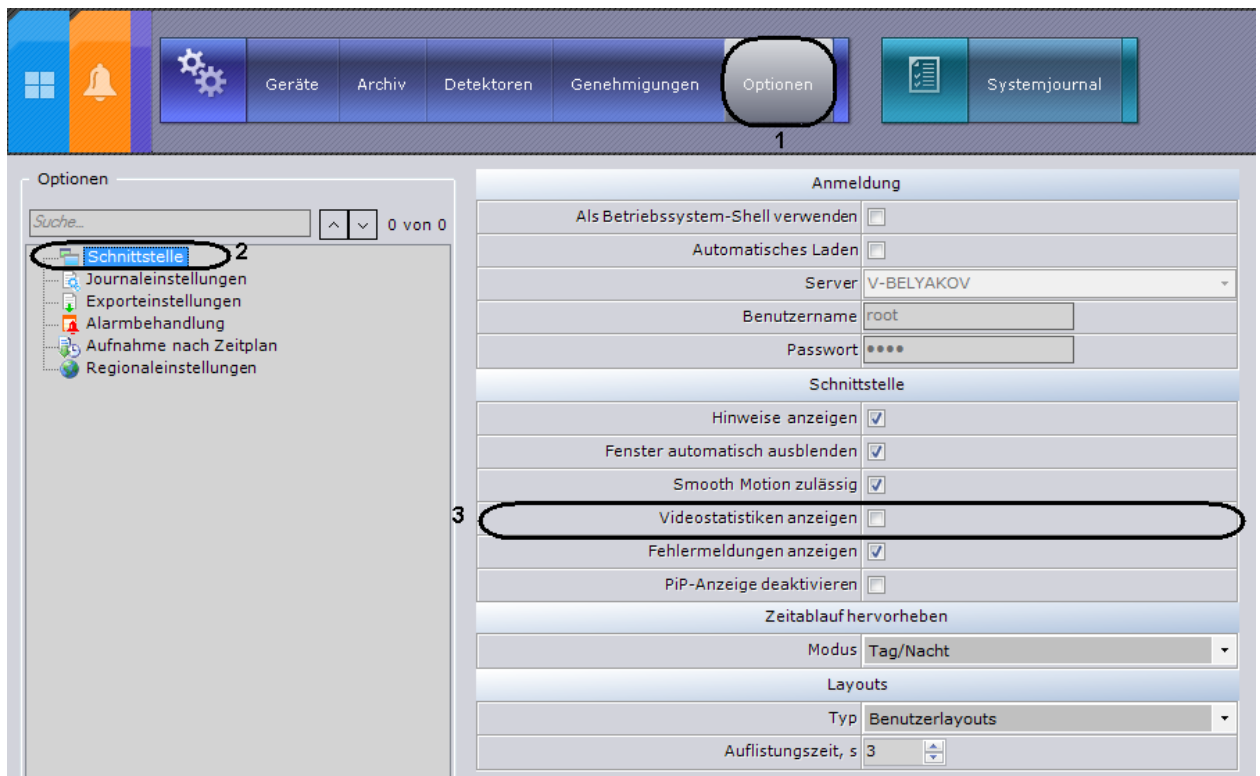 Geräte Archiv Detektoren Genehmigungen Optionen Systemjournal
1
Optionen
Suche... 0 von 0
Schnittstelle 2
Journaleinstellungen
Exporteinstellungen
Alarmbehandlung
Aufnahme nach Zeitplan
Regionaleinstellungen
Anmeldung
Als Betriebssystem-Shell verwenden
Automatisches Laden
Server V-BELYAKOV
Benutzername root
Passwort ●●●●
Schnittstelle
Hinweise anzeigen
Fenster automatisch ausblenden
Smooth Motion zulässig
3 Videostatistiken anzeigen
Fehlermeldungen anzeigen
PiP-Anzeige deaktivieren
Zeitablauf hervorheben
Modus Tag/Nacht
Layouts
Typ Benutzerlayouts
Auflistungszeit, s 3